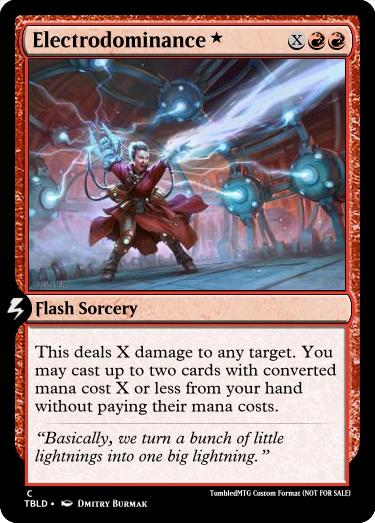 Electrodominance ★ X
Flash Sorcery
This deals X damage to any target. You
may cast up to two cards with converted
mana cost X or less from your hand
without paying their mana costs.
“Basically, we turn a bunch of little
lightnings into one big lightning.”
C
TBLD • Dmitry Burmak
TumbledMTG Custom Format (NOT FOR SALE)